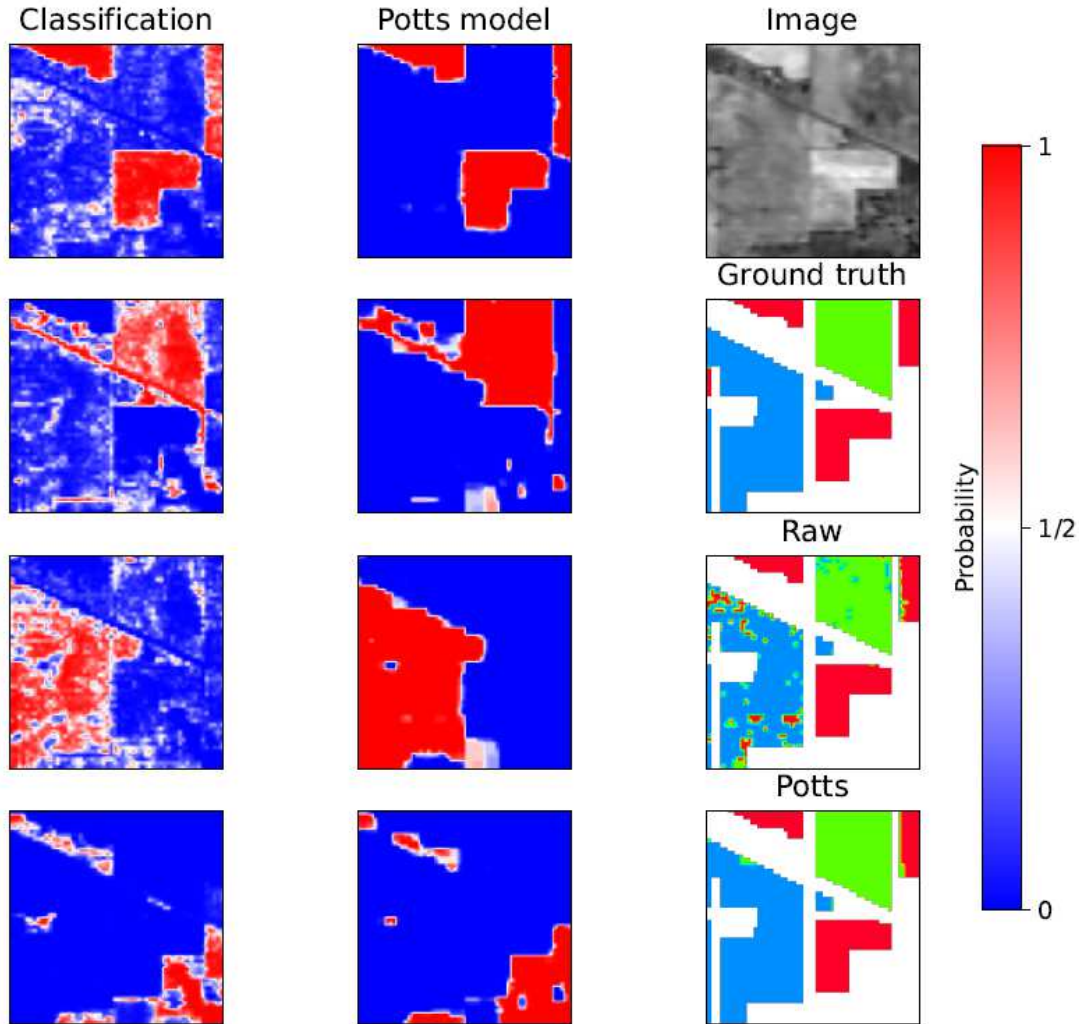 Classification
Potts model
Image
Ground truth
Raw
Potts
Probability
1
1/2
0